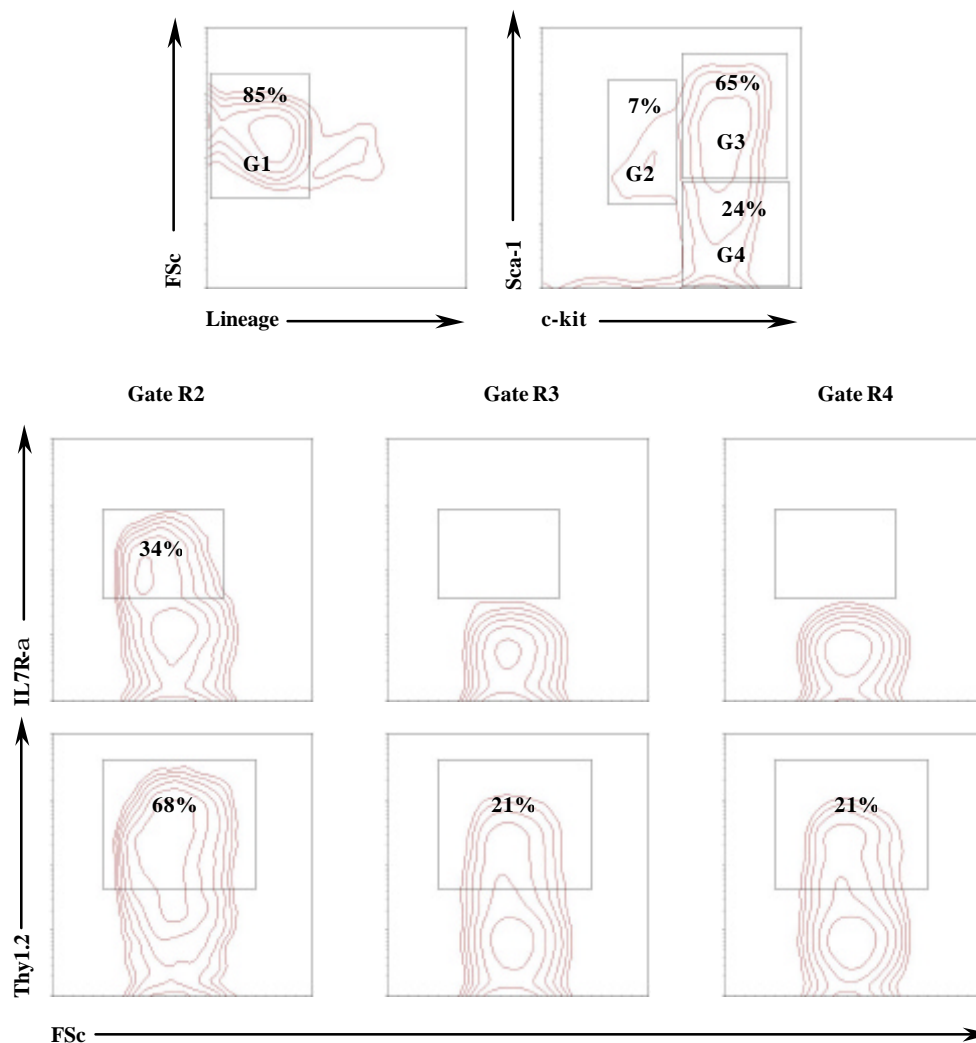 85%
G1
FSc
Lineage
65%
7%
G3
G2
24%
G4
Sca-1
c-kit
Gate R2
Gate R3
Gate R4
34%
IL7R-a
68%
21%
21%
Thy1.2
FSc